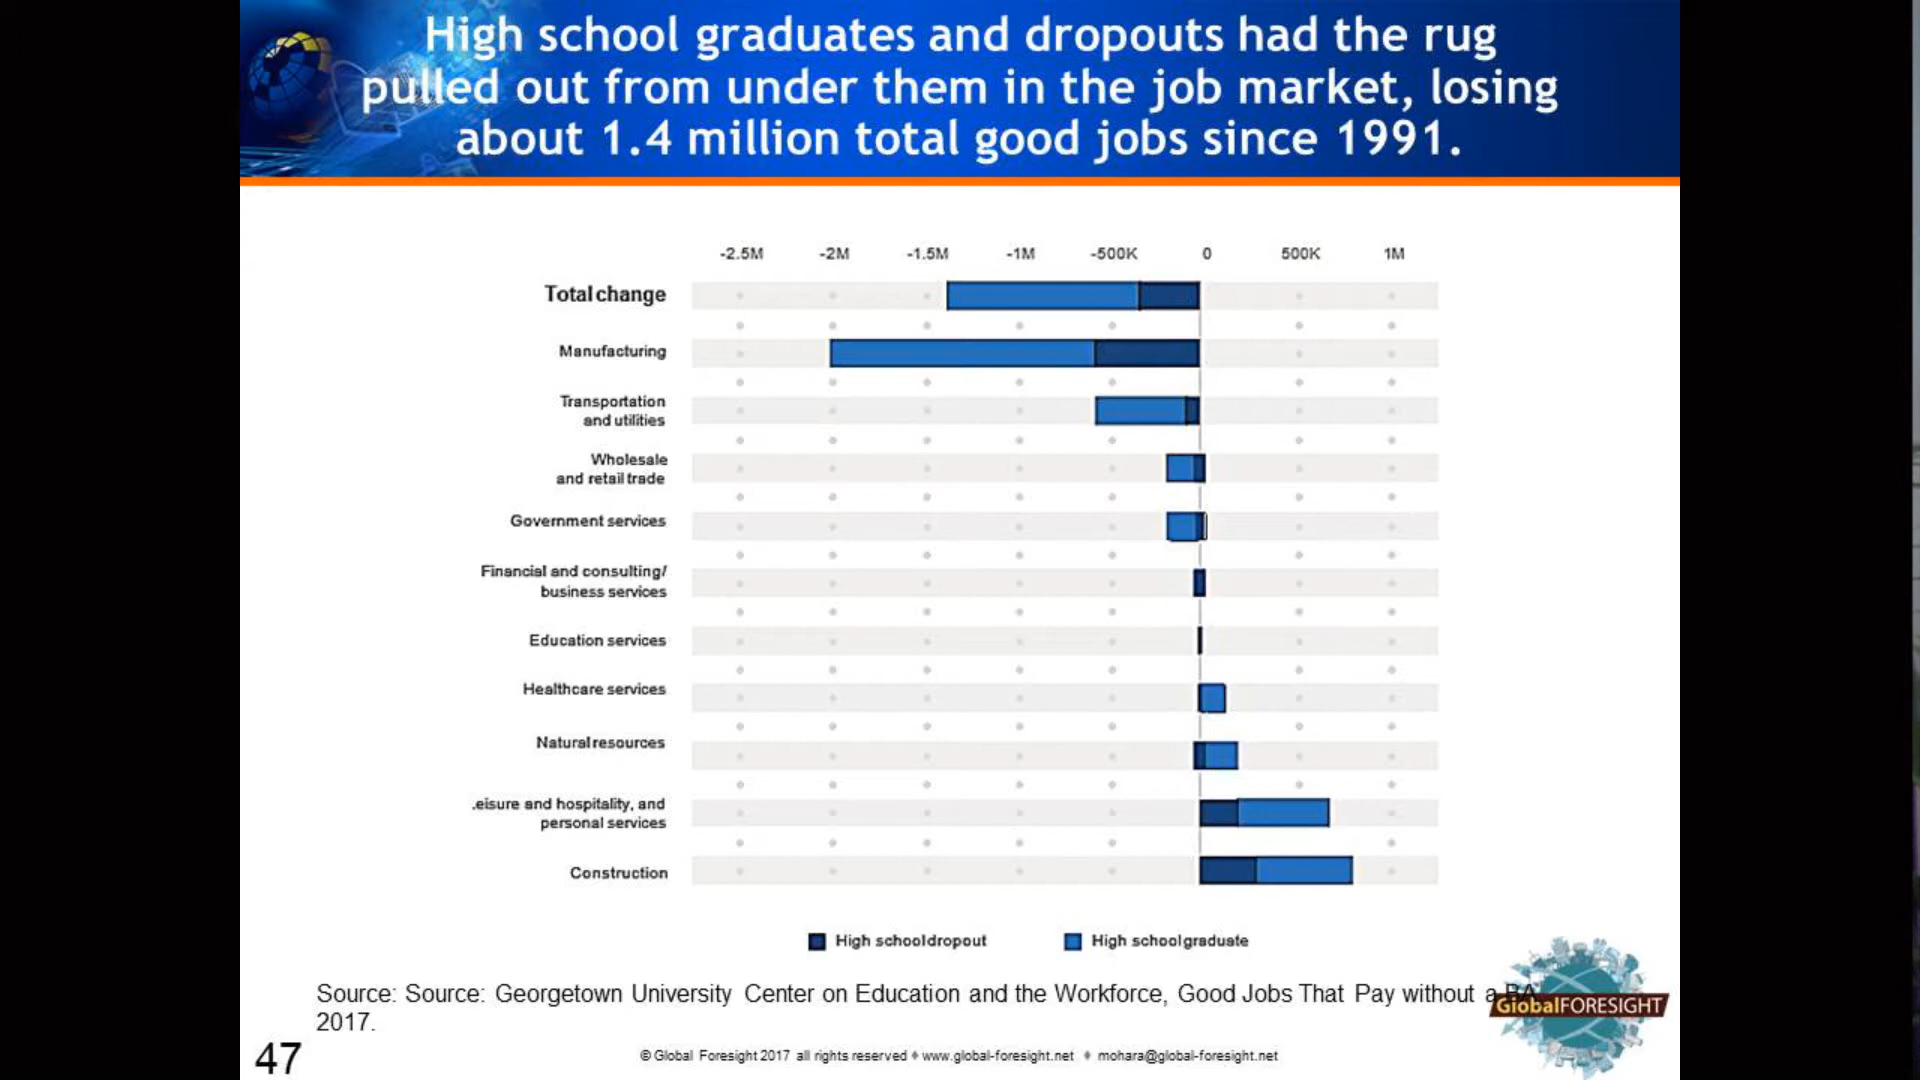 High school graduates and dropouts had the rug
pulled out from under them in the job market, losing
about 1.4 million total good jobs since 1991.
-2.5M -2M -1.5M -1M -500K 0 500K 1M
Total change
Manufacturing
Transportation
and utilities
Wholesale
and retail trade
Government services
Financial and consulting/
business services
Education services
Healthcare services
Natural resources
.eisure and hospitality, and
personal services
Construction
High school dropout High school graduate
Source: Source: Georgetown University Center on Education and the Workforce, Good Jobs That Pay without a BA
2017.
GlobalFORESIGHT
47
© Global Foresight 2017 all rights reserved ♦ www.global-foresight.net ♦ mohara@global-foresight.net